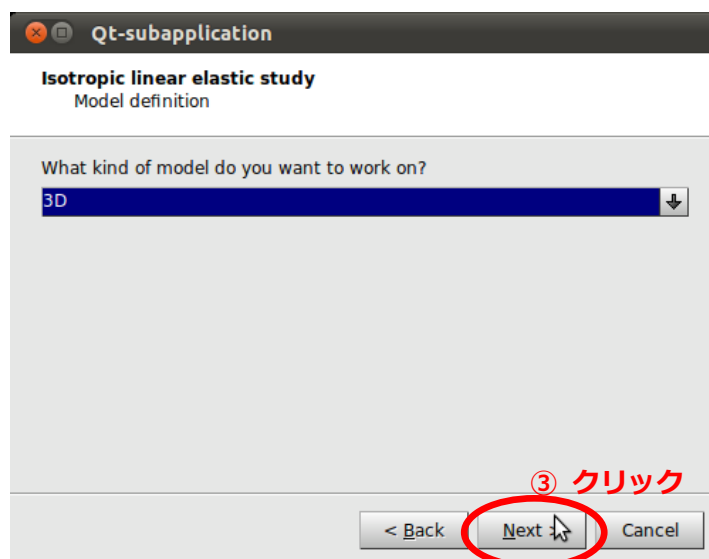 Qt-subapplication
Isotropic linear elastic study
Model definition
What kind of model do you want to work on?
3D
③ クリック
< Back Next > Cancel